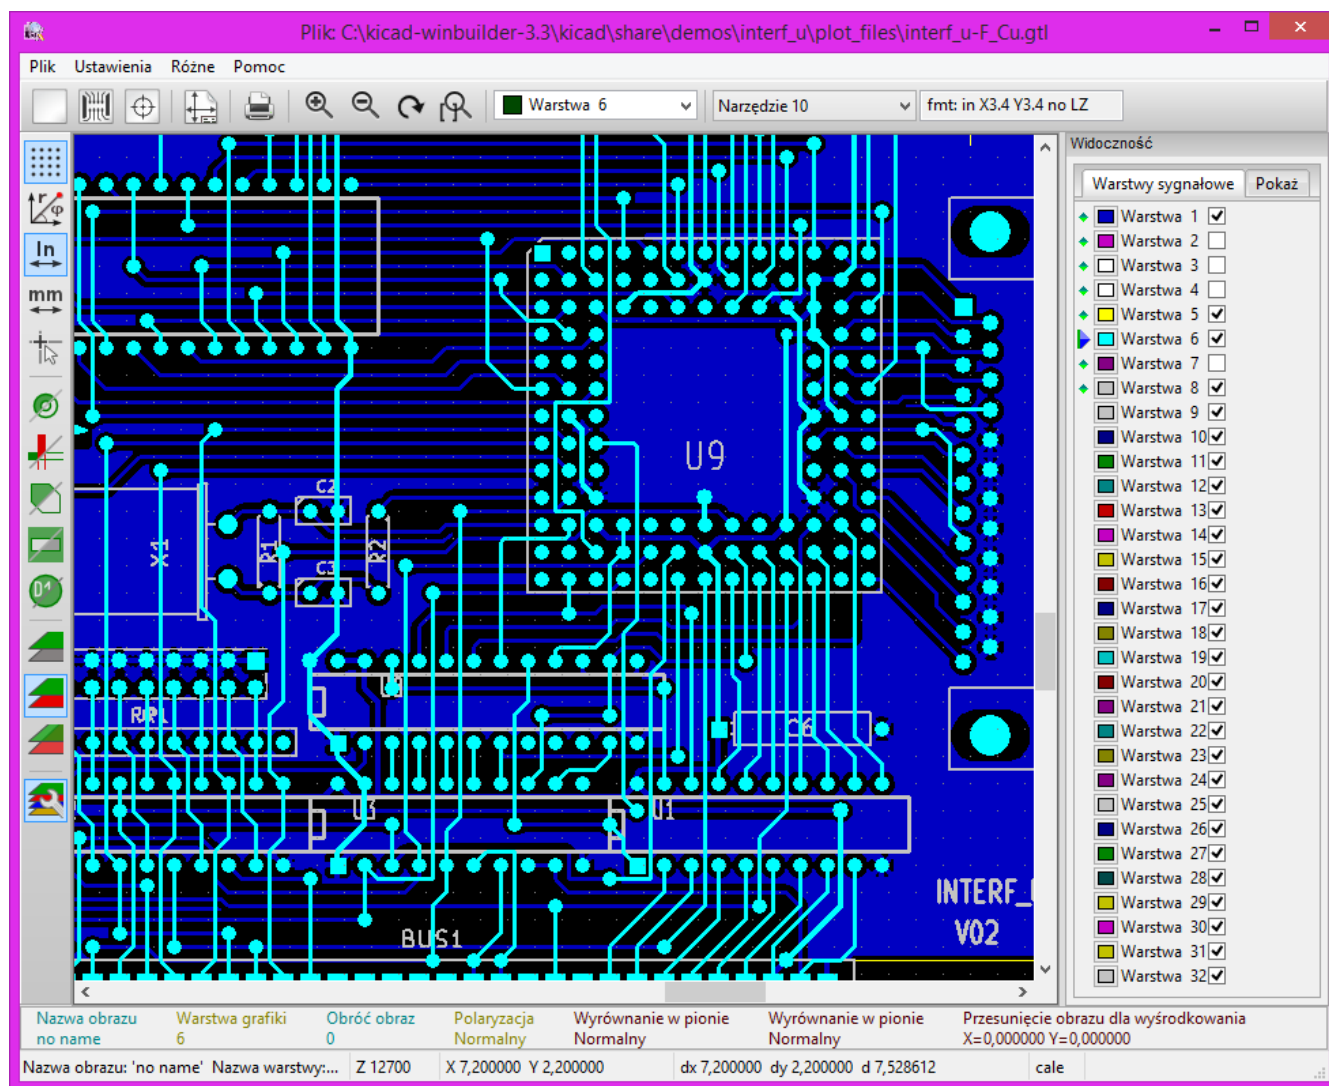 Plik: C:\kicad-winbuilder-3.3\kicad\share\demos\interf_u\plot_files\interf_u-F_Cu.gtl
Plik Ustawienia Różne Pomoc
Warstwa 6 Narzędzie 10 fmt: in X3.4 Y3.4 no LZ
Widoczność
Warstwy sygnałowe Pokaż
In
mm
Warstwa 1
Warstwa 2
Warstwa 3
Warstwa 4
Warstwa 5
Warstwa 6
Warstwa 7
Warstwa 8
Warstwa 9
Warstwa 10
Warstwa 11
Warstwa 12
Warstwa 13
Warstwa 14
Warstwa 15
Warstwa 16
Warstwa 17
Warstwa 18
Warstwa 19
Warstwa 20
Warstwa 21
Warstwa 22
Warstwa 23
Warstwa 24
Warstwa 25
Warstwa 26
Warstwa 27
Warstwa 28
Warstwa 29
Warstwa 30
Warstwa 31
Warstwa 32
U9
C2
X1 R1 R2
C3
RR1
C6
U3 U1
INTERF_
V02
BUS1
Nazwa obrazu Warstwa grafiki Obróć obraz Polaryzacja Wyrównanie w pionie Wyrównanie w pionie Przesunięcie obrazu dla wyśrodkowania
no name 6 0 Normalny Normalny Normalny X=0,000000 Y=0,000000
Nazwa obrazu: 'no name' Nazwa warstwy:... Z 12700 X 7,200000 Y 2,200000 dx 7,200000 dy 2,200000 d 7,528612 cale